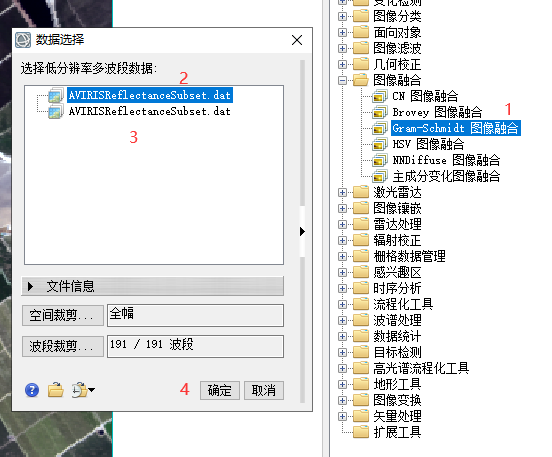 数据选择
选择低分辨率多波段数据:
2
AVIRISReflectanceSubset.dat
AVIRISReflectanceSubset.dat
3
文件信息
空间裁剪...
全幅
波段裁剪...
191 / 191 波段
4
确定
取消
变化检测
图像分类
面向对象
图像滤波
几何校正
图像融合
CN 图像融合
Brovey 图像融合
1
Gram-Schmidt 图像融合
HSV 图像融合
NNDiffuse 图像融合
主成分变化图像融合
激光雷达
图像镶嵌
雷达处理
辐射校正
栅格数据管理
感兴趣区
时序分析
流程化工具
波谱处理
数据统计
目标检测
高光谱流程化工具
地形工具
图像变换
矢量处理
扩展工具